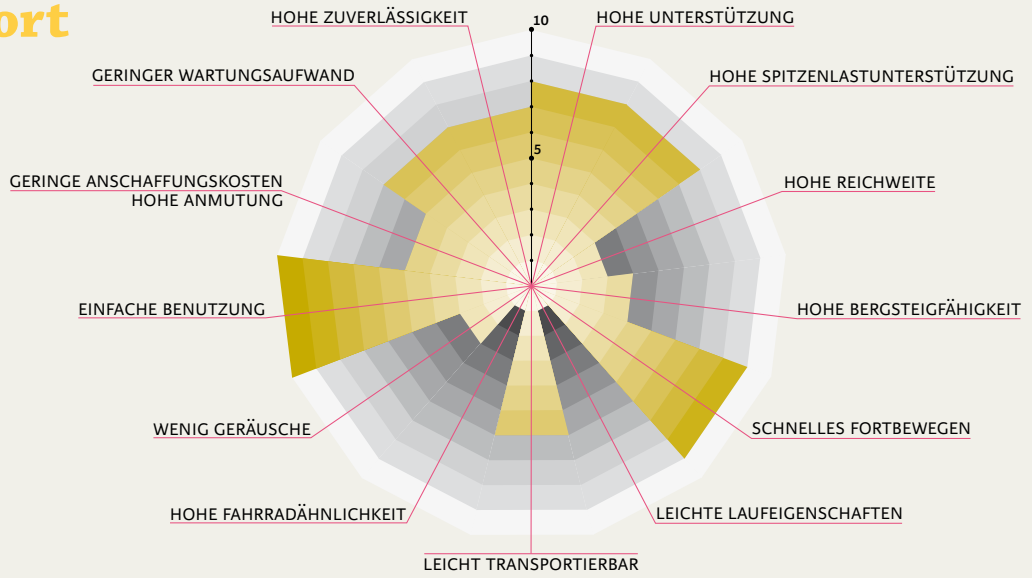 ort
HOHE ZUVERLÄSSIGKEIT
10
HOHE UNTERSTÜTZUNG
GERINGER WARTUNGSAUFWAND
HOHE SPITZENLASTUNTERSTÜTZUNG
5
GERINGE ANSCHAFFUNGSKOSTEN
HOHE ANMUTUNG
HOHE REICHWEITE
EINFACHE BENUTZUNG
HOHE BERGSTEIGFÄHIGKEIT
WENIG GERÄUSCHE
SCHNELLES FORTBEWEGEN
HOHE FAHRRADÄHNLICHKEIT
LEICHTE LAUFEIGENSCHAFTEN
LEICHT TRANSPORTIERBAR